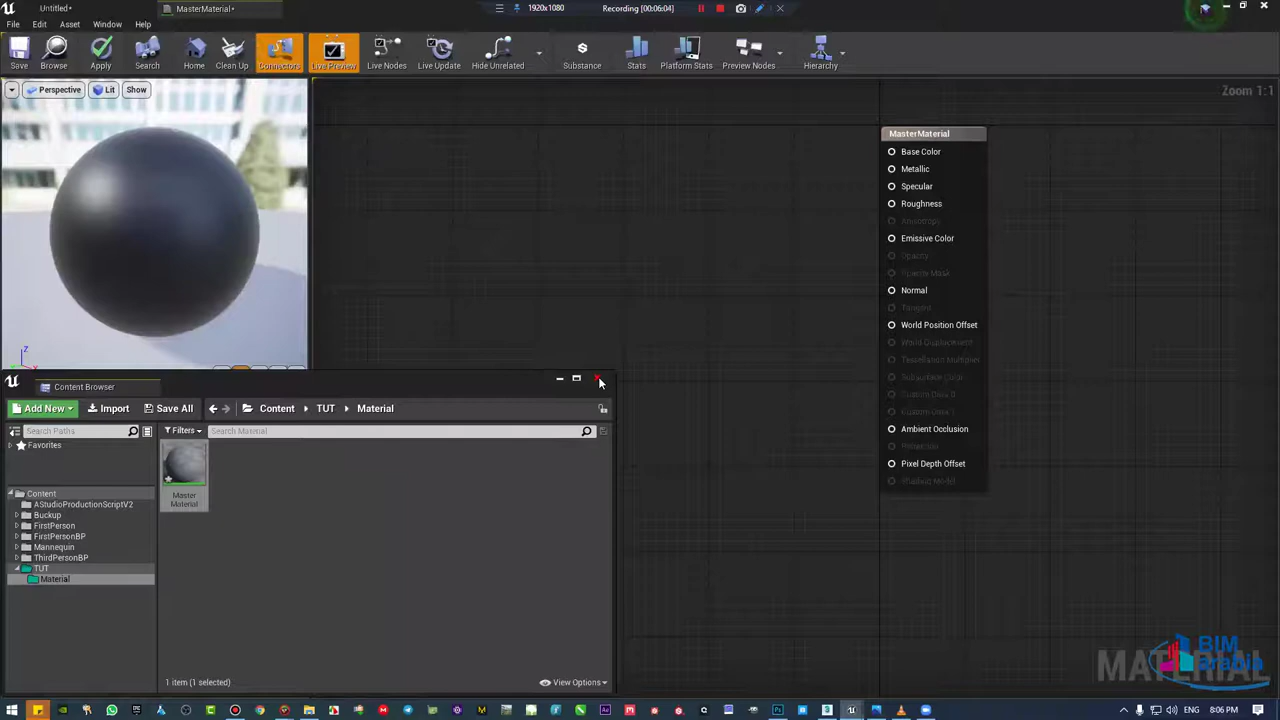 Untitled•
MasterMaterial•
1920x1080
Recording [00:06:04]
File
Edit
Asset
Window
Help
Save
Browse
Apply
Search
Home
Clean Up
Connectors
Live Preview
Live Nodes
Live Update
Hide Unrelated
Substance
Stats
Platform Stats
Preview Nodes
Hierarchy
Perspective
Lit
Show
Zoom 1:1
MasterMaterial
Base Color
Metallic
Specular
Roughness
Anisotropy
Emissive Color
Opacity
Opacity Mask
Normal
Tangent
World Position Offset
World Displacement
Tessellation Multiplier
Subsurface Color
Custom Data 0
Custom Data 1
Ambient Occlusion
Refraction
Pixel Depth Offset
Shading Model
Z
Content Browser
Add New
Import
Save All
Content
TUT
Material
Search Paths
Filters
Search Material
Favorites
Content
AStudioProductionScriptV2
Buckup
FirstPerson
FirstPersonBP
Mannequin
ThirdPersonBP
TUT
Material
Master
Material
1 item (1 selected)
View Options
MATERIAL
BIM
arabia
8:06 PM